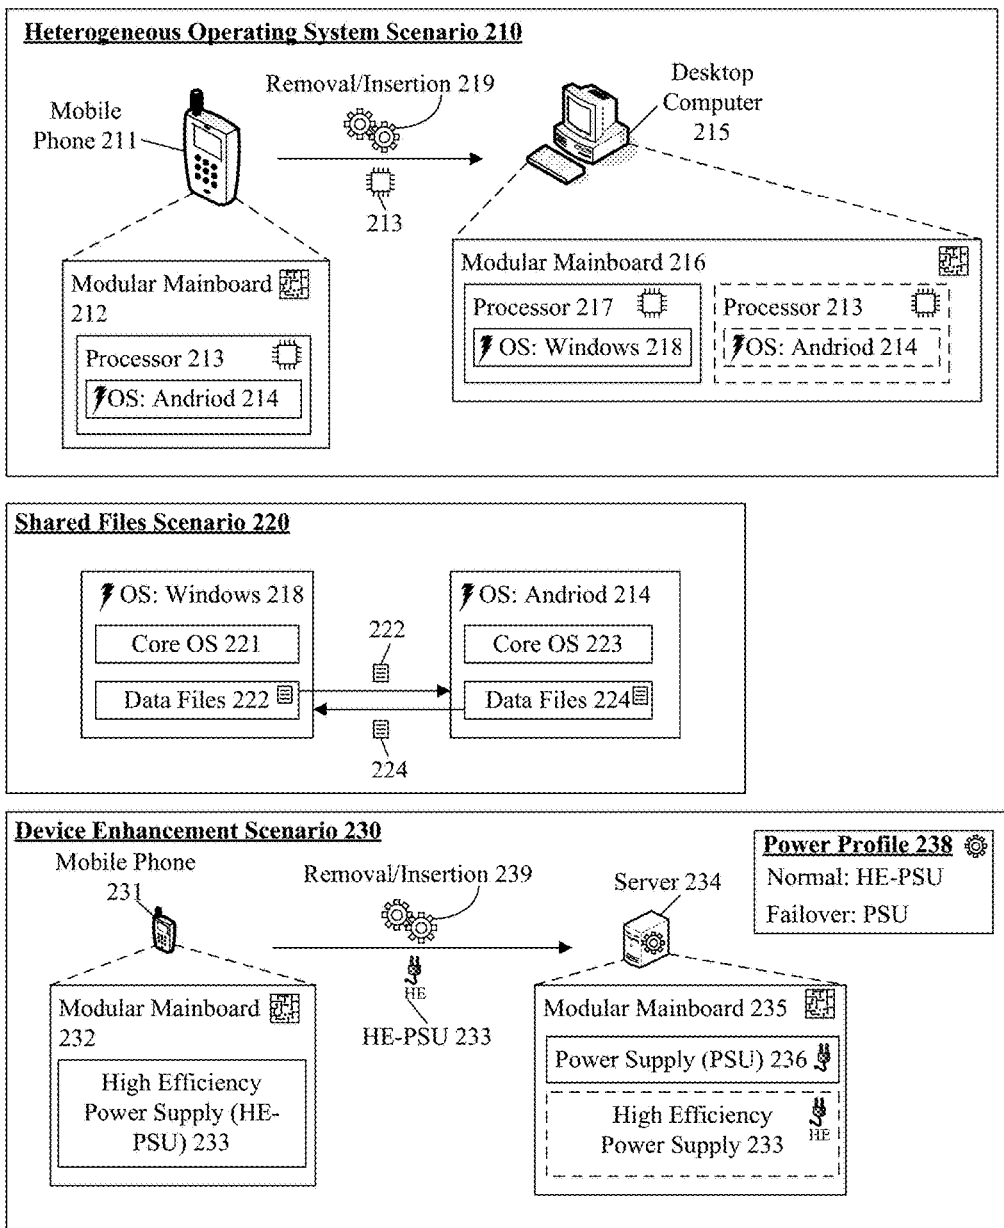 Heterogeneous Operating System Scenario 210
Removal/Insertion 219
Desktop
Computer
215
Mobile
Phone 211
213
Modular Mainboard
212
Processor 213
OS: Andriod 214
Modular Mainboard 216
Processor 217
OS: Windows 218
Processor 213
OS: Andriod 214
Shared Files Scenario 220
OS: Windows 218
Core OS 221
Data Files 222
222
224
OS: Andriod 214
Core OS 223
Data Files 224
Device Enhancement Scenario 230
Mobile Phone
231
Removal/Insertion 239
Server 234
Power Profile 238
Normal: HE-PSU
Failover: PSU
HE
HE-PSU 233
Modular Mainboard
232
High Efficiency
Power Supply (HE-
PSU) 233
Modular Mainboard 235
Power Supply (PSU) 236
High Efficiency
Power Supply 233
HE